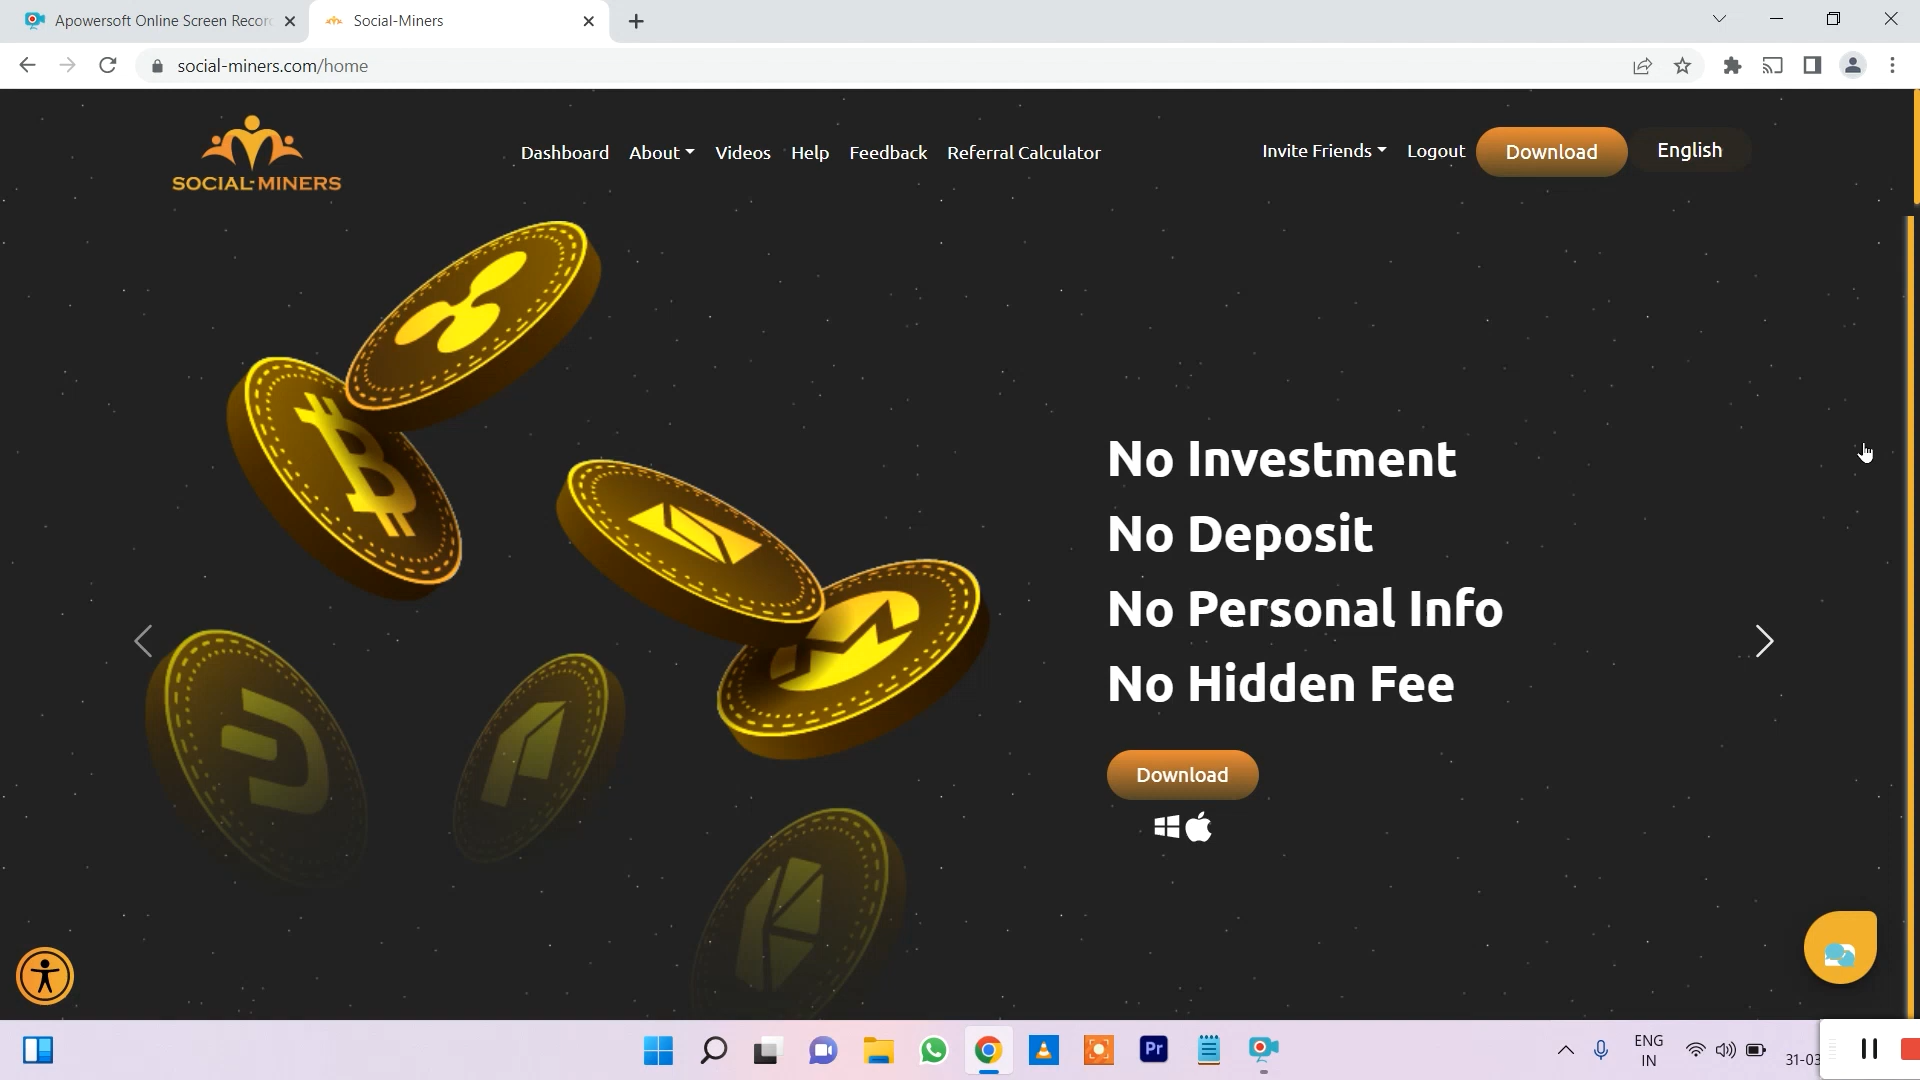 Apowersoft Online Screen Recor
Social-Miners
social-miners.com/home
SOCIAL-MINERS
Dashboard About Videos Help Feedback Referral Calculator
Invite Friends Logout Download English
No Investment
No Deposit
No Personal Info
No Hidden Fee
Download
Pr
ENG
IN
31-03